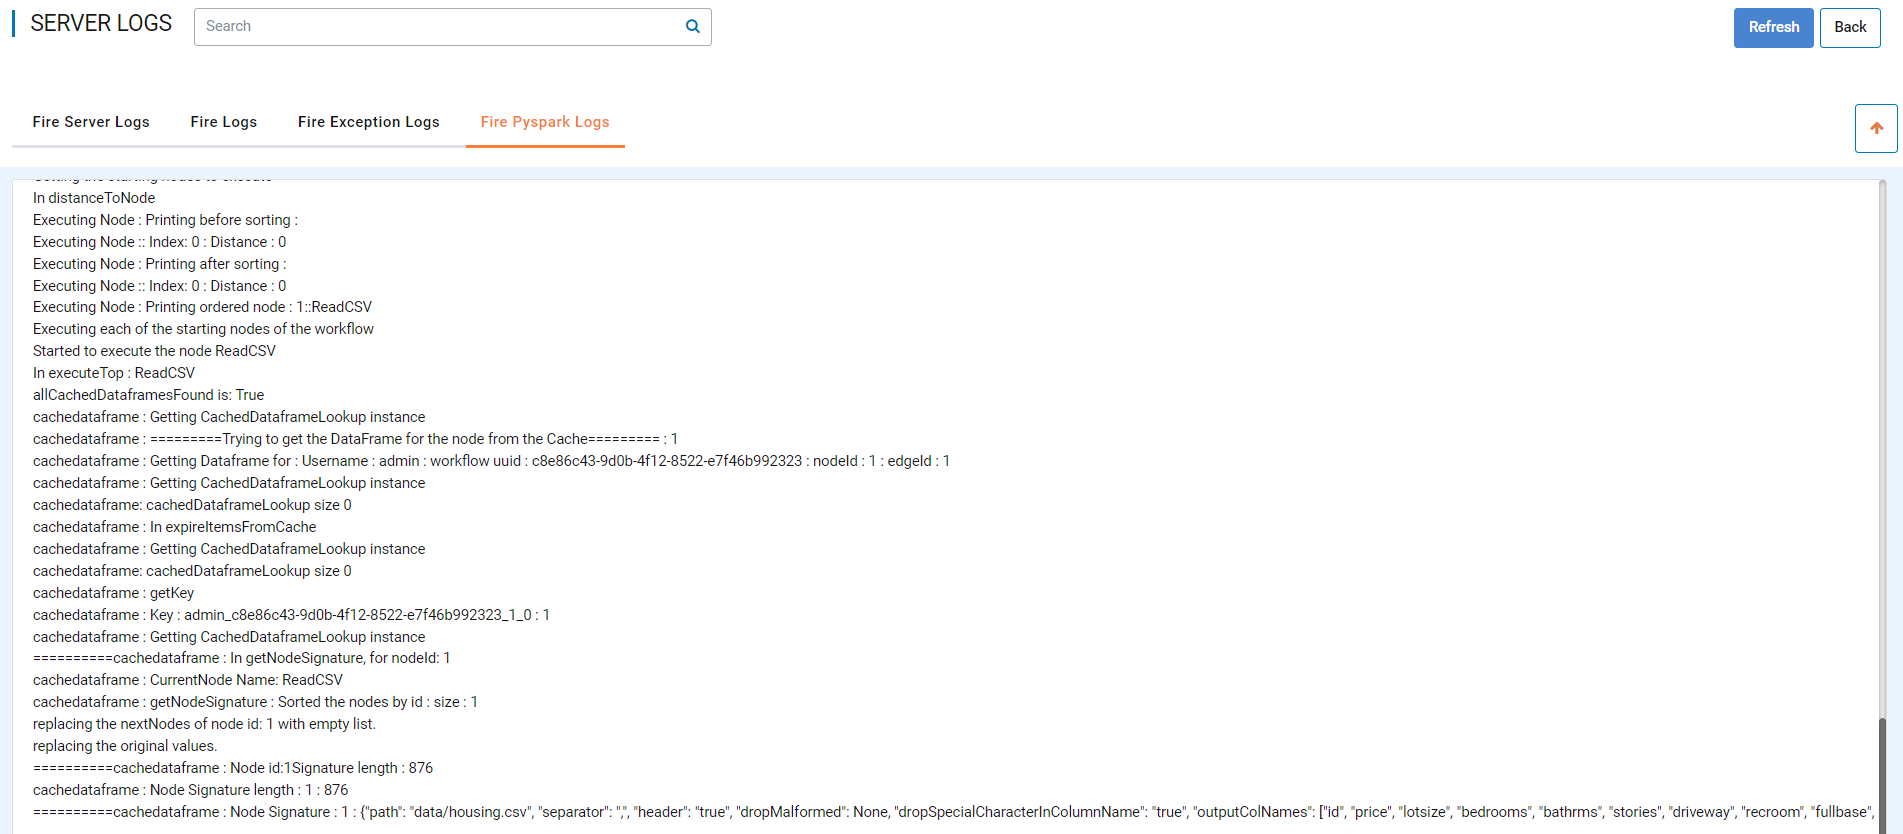 SERVER LOGS
Search
Refresh
Back
Fire Server Logs
Fire Logs
Fire Exception Logs
Fire Pyspark Logs
Getting the starting nodes to execute
In distanceToNode
Executing Node : Printing before sorting :
Executing Node :: Index: 0 : Distance : 0
Executing Node : Printing after sorting :
Executing Node :: Index: 0 : Distance : 0
Executing Node : Printing ordered node : 1::ReadCSV
Executing each of the starting nodes of the workflow
Started to execute the node ReadCSV
In executeTop : ReadCSV
allCachedDataframesFound is: True
cachedataframe : Getting CachedDataframeLookup instance
cachedataframe : =========Trying to get the DataFrame for the node from the Cache========= : 1
cachedataframe : Getting Dataframe for : Username : admin : workflow uuid : c8e86c43-9d0b-4f12-8522-e7f46b992323 : nodeId : 1 : edgeId : 1
cachedataframe : Getting CachedDataframeLookup instance
cachedataframe: cachedDataframeLookup size 0
cachedataframe : In expireItemsFromCache
cachedataframe : Getting CachedDataframeLookup instance
cachedataframe: cachedDataframeLookup size 0
cachedataframe : getKey
cachedataframe : Key : admin_c8e86c43-9d0b-4f12-8522-e7f46b992323_1_0 : 1
cachedataframe : Getting CachedDataframeLookup instance
==========cachedataframe : In getNodeSignature, for nodeId: 1
cachedataframe : CurrentNode Name: ReadCSV
cachedataframe : getNodeSignature : Sorted the nodes by id : size : 1
replacing the nextNodes of node id: 1 with empty list.
replacing the original values.
==========cachedataframe : Node id:1Signature length : 876
cachedataframe : Node Signature length : 1 : 876
==========cachedataframe : Node Signature : 1 : {"path": "data/housing.csv", "separator": ",", "header": "true", "dropMalformed": None, "dropSpecialCharacterInColumnName": "true", "outputColNames": ["id", "price", "lotsize", "bedrooms", "bathrms", "stories", "driveway", "recroom", "fullbase",